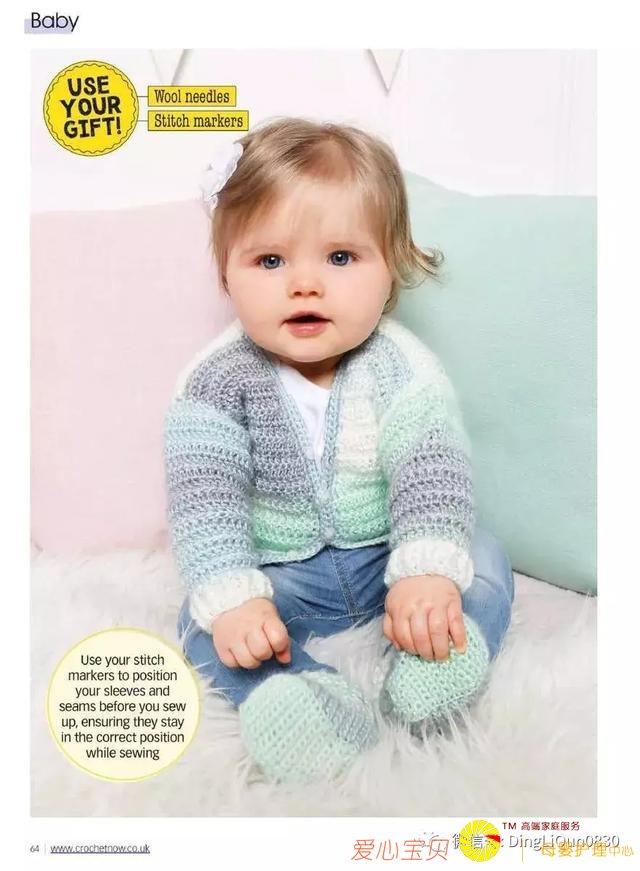 Baby
USE
YOUR
GIFT!
Wool needles
Stitch markers
Use your stitch
markers to position
your sleeves and
seams before you sew
up, ensuring they stay
in the correct position
while sewing
TM 高端家庭服务
微信: DingLiQun0830
爱心宝贝 母婴护理中心
64 | www.crochetnow.co.uk